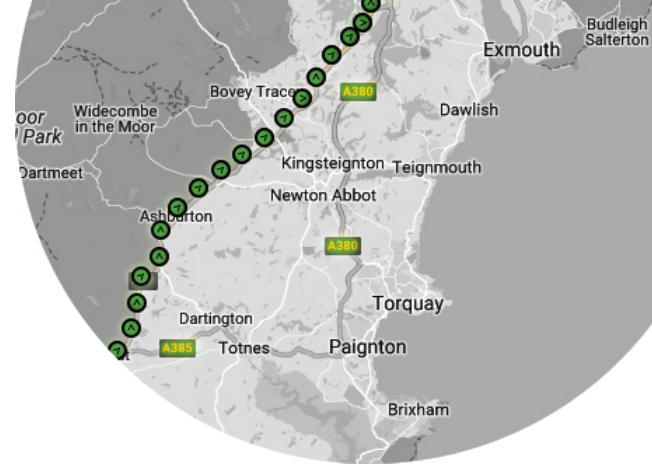 Budleigh
Salterton
Exmouth
Bovey Trace
A380
Widecombe
in the Moor
oor
Park
Dawlish
Kingsteignton
Teignmouth
Dartmeet
Newton Abbot
Ashburton
A380
Torquay
Dartington
A385
Totnes
Paignton
Brixham